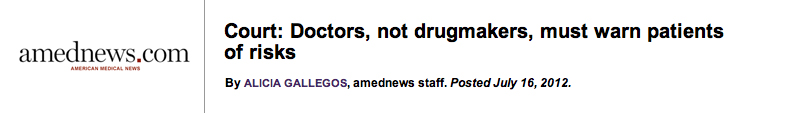 amednews.com
AMERICAN MEDICAL NEWS
Court: Doctors, not drugmakers, must warn patients
of risks
By ALICIA GALLEGOS, amednews staff. Posted July 16, 2012.